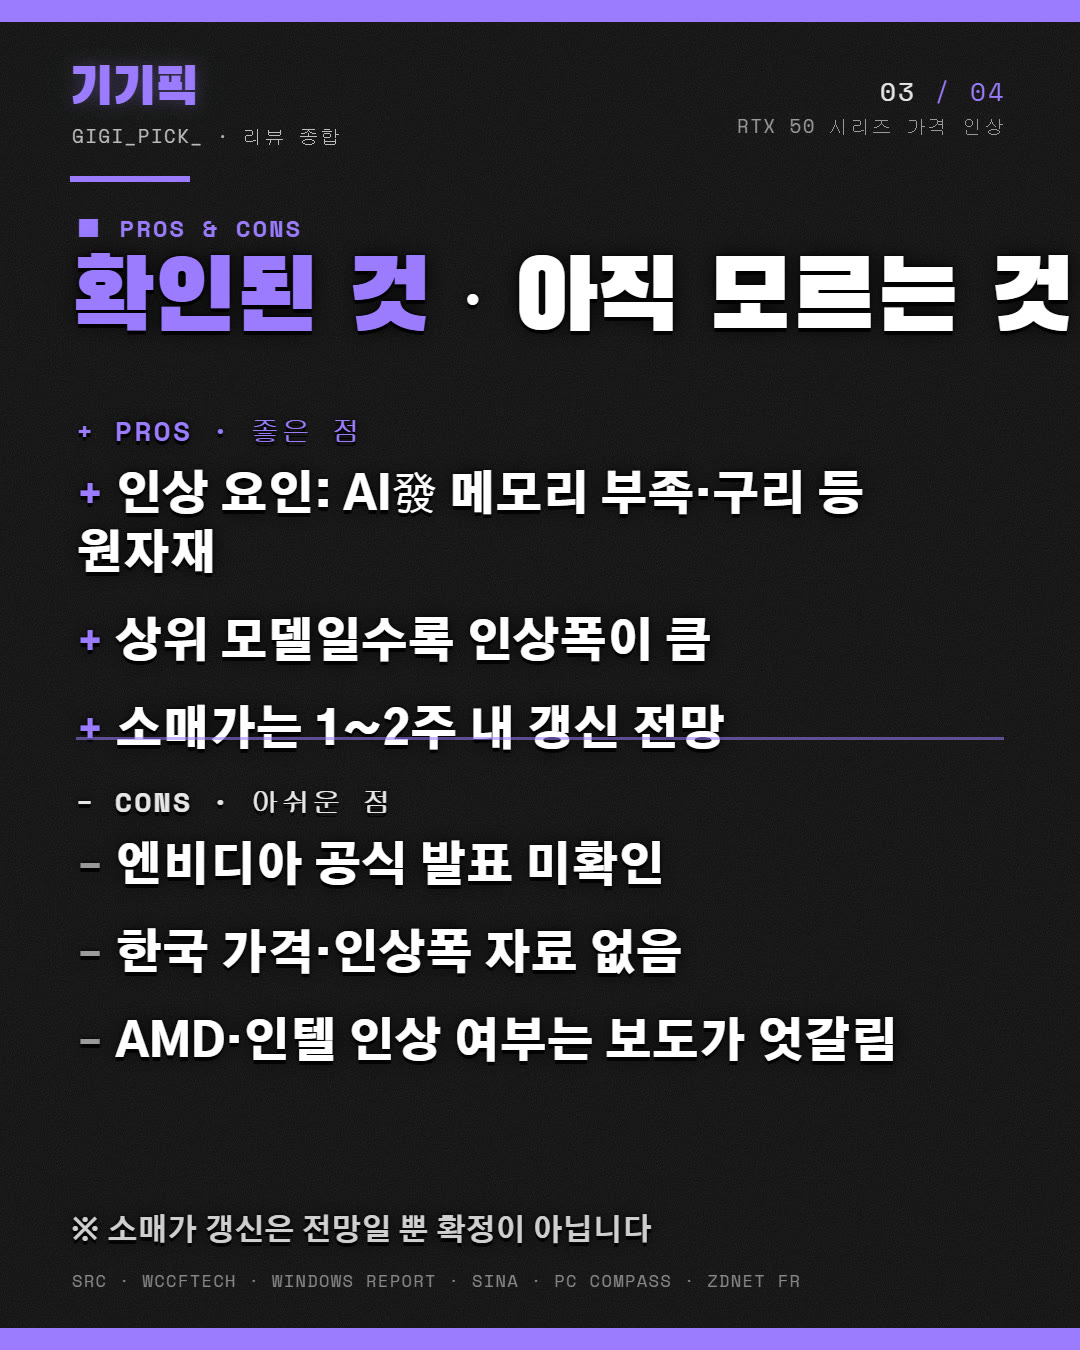 기기픽
GIGI_PICK_ · 리뷰 종합
03 / 04
RTX 50 시리즈 가격 인상
■ PROS & CONS
확인된 것 · 아직 모르는 것
+ PROS · 좋은 점
+ 인상 요인: AI發 메모리 부족·구리 등
원자재
+ 상위 모델일수록 인상폭이 큼
+ 소매가는 1~2주 내 갱신 전망
- CONS · 아쉬운 점
- 엔비디아 공식 발표 미확인
- 한국 가격·인상폭 자료 없음
- AMD·인텔 인상 여부는 보도가 엇갈림
※ 소매가 갱신은 전망일 뿐 확정이 아닙니다
SRC · WCCFTECH · WINDOWS REPORT · SINA · PC COMPASS · ZDNET FR